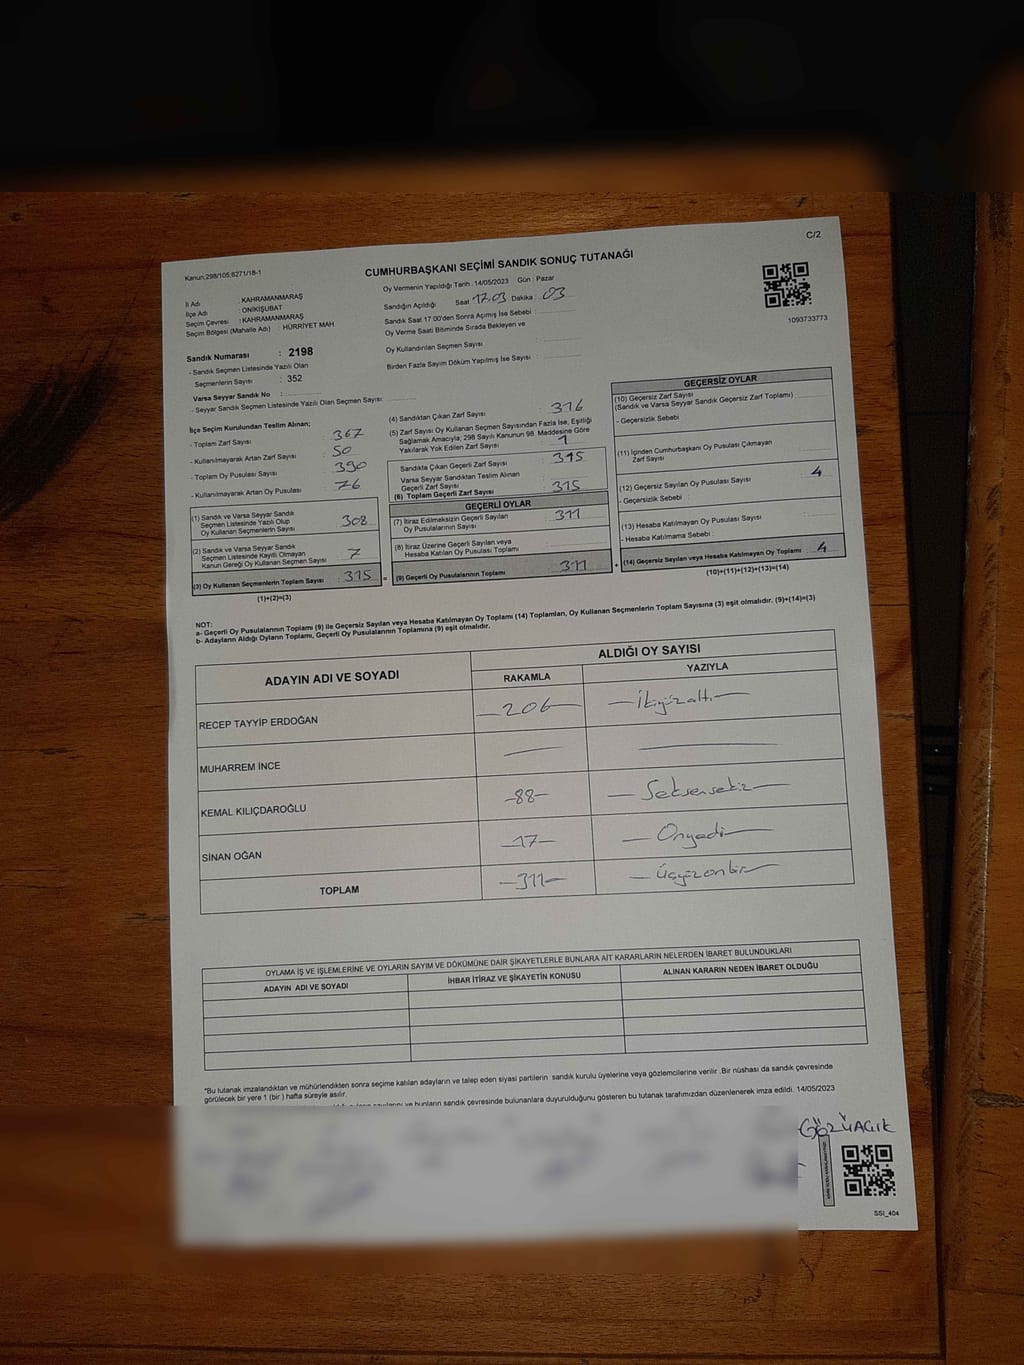 C/2
Kanun;298/105,6271/18-1
CUMHURBAŞKANI SEÇİMİ SANDIK SONUÇ TUTANAĞI
Oy Vermenin Yapıldığı Tarih : 14/05/2023 Gün : Pazar
İl Adı : KAHRAMANMARAŞ
İlçe Adı : ONİKİŞUBAT
Seçim Çevresi : KAHRAMANMARAŞ
Seçim Bölgesi (Mahalle Adı) : HÜRRİYET MAH.
Sandığın Açıldığı Saat 17.03 Dakika : 03
Sandık Saat 17:00'den Sonra Açımış İse Sebebi :
Oy Verme Saati Bitiminde Sırada Bekleyen ve
Oy Kullandırılan Seçmen Sayısı :
Birden Fazla Sayım Döküm Yapılmış İse Sayısı :
1093733773
Sandık Numarası : 2198
- Sandık Seçmen Listesinde Yazılı Olan
Seçmenlerin Sayısı : 352
Varsa Seyyar Sandık No :
- Seyyar Sandık Seçmen Listesinde Yazılı Olan Seçmen Sayısı:
İlçe Seçim Kurulundan Teslim Alınan;
- Toplam Zarf Sayısı : 367
- Kullanılmayarak Artan Zarf Sayısı : 50
- Toplam Oy Pusulası Sayısı : 390
- Kullanılmayarak Artan Oy Pusulası : 76
(1) Sandık ve Varsa Seyyar Sandık
Seçmen Listesinde Yazılı Olup
Oy Kullanan Seçmenlerin Sayısı : 308
(2) Sandık ve Varsa Seyyar Sandık
Seçmen Listesinde Kayıtlı Olmayan
Kanun Gereği Oy Kullanan Seçmen Sayısı : 7
(3) Oy Kullanan Seçmenlerin Toplam Sayısı : 315
(1)+(2)=(3)
(4) Sandıktan Çıkan Zarf Sayısı : 316
(5) Zarf Sayısı Oy Kullanan Seçmen Sayısından Fazla İse, Eşitliği
Sağlamak Amacıyla; 298 Sayılı Kanunun 98. Maddesine Göre
Yakılarak Yok Edilen Zarf Sayısı : 1
Sandıkta Çıkan Geçerli Zarf Sayısı : 315
Varsa Seyyar Sandıktan Teslim Alınan
Geçerli Zarf Sayısı :
(6) Toplam Geçerli Zarf Sayısı : 315
GEÇERLİ OYLAR
(7) İtiraz Edilmeksizin Geçerli Sayılan
Oy Pusulalarının Sayısı : 311
(8) İtiraz Üzerine Geçerli Sayılan veya
Hesaba Katılan Oy Pusulası Toplamı :
(9) Geçerli Oy Pusulalarının Toplamı : 311
GEÇERSİZ OYLAR
(10) Geçersiz Zarf Sayısı
(Sandık ve Varsa Seyyar Sandık Geçersiz Zarf Toplamı) :
- Geçersizlik Sebebi :
(11) İçinden Cumhurbaşkanı Oy Pusulası Çıkmayan
Zarf Sayısı :
(12) Geçersiz Sayılan Oy Pusulası Sayısı : 4
- Geçersizlik Sebebi :
(13) Hesaba Katılmayan Oy Pusulası Sayısı :
- Hesaba Katılmama Sebebi :
(14) Geçersiz Sayılan veya Hesaba Katılmayan Oy Toplamı : 4
(10)+(11)+(12)+(13)=(14)
NOT:
a- Geçerli Oy Pusulalarının Toplamı (9) ile Geçersiz Sayılan veya Hesaba Katılmayan Oy Toplamı (14) Toplamları, Oy Kullanan Seçmenlerin Toplam Sayısına (3) eşit olmalıdır. (9)+(14)=(3)
b- Adayların Aldığı Oyların Toplamı, Geçerli Oy Pusulalarının Toplamına (9) eşit olmalıdır.
ADAYIN ADI VE SOYADI ALDIĞI OY SAYISI
RAKAMLA YAZIYLA
RECEP TAYYİP ERDOĞAN -206- - İkiyüzaltı -
MUHARREM İNCE
KEMAL KILIÇDAROĞLU -88- - Seksensekiz -
SİNAN OĞAN -17- - Onyedi -
TOPLAM -311- - Üçyüzonbir -
OYLAMA İŞ VE İŞLEMLERİNE VE OYLARIN SAYIM VE DÖKÜMÜNE DAİR ŞİKAYETLERLE BUNLARA AİT KARARLARIN NELERDEN İBARET BULUNDUKLARI
ADAYIN ADI VE SOYADI İHBAR İTİRAZ VE ŞİKAYETİN KONUSU ALINAN KARARIN NEDEN İBARET OLDUĞU
*Bu tutanak imzalandıktan ve mühürlendikten sonra seçime katılan adayların ve talep eden siyasi partilerin sandık kurulu üyelerine veya gözlemcilerine verilir .Bir nüshası da sandık çevresinde
görülecek bir yere 1 (bir ) hafta süreyle asılır.
ve bunların sandık çevresinde bulunanlara duyurulduğunu gösteren bu tutanak tarafımızdan düzenlenerek imza edildi. 14/05/2023
GÖZÜAÇIK
SSI_404